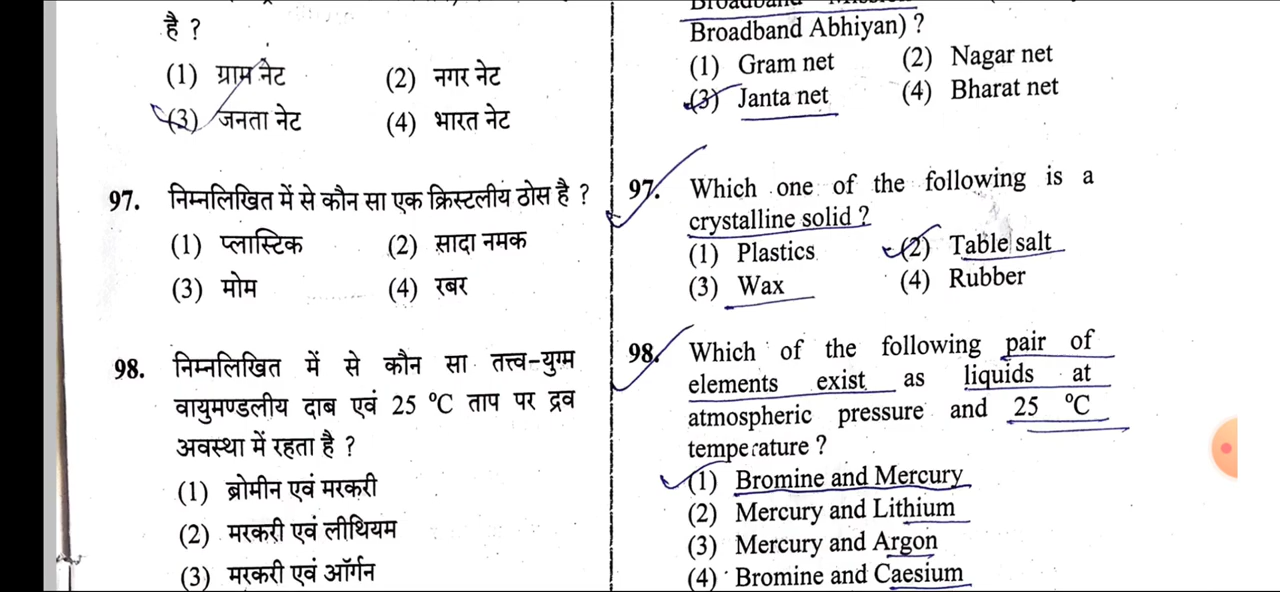 है ?
(1) ग्राम नेट (2) नगर नेट
(3) जनता नेट (4) भारत नेट
97. निम्नलिखित में से कौन सा एक क्रिस्टलीय ठोस है ?
(1) प्लास्टिक (2) सादा नमक
(3) मोम (4) रबर
98. निम्नलिखित में से कौन सा तत्त्व-युग्म
वायुमण्डलीय दाब एवं 25 °C ताप पर द्रव
अवस्था में रहता है ?
(1) ब्रोमीन एवं मरकरी
(2) मरकरी एवं लीथियम
(3) मरकरी एवं ऑर्गन
Broadband Abhiyan) ?
(1) Gram net (2) Nagar net
(3) Janta net (4) Bharat net
97. Which one of the following is a
crystalline solid ?
(1) Plastics (2) Table salt
(3) Wax (4) Rubber
98. Which of the following pair of
elements exist as liquids at
atmospheric pressure and 25 °C
temperature ?
(1) Bromine and Mercury
(2) Mercury and Lithium
(3) Mercury and Argon
(4) Bromine and Caesium